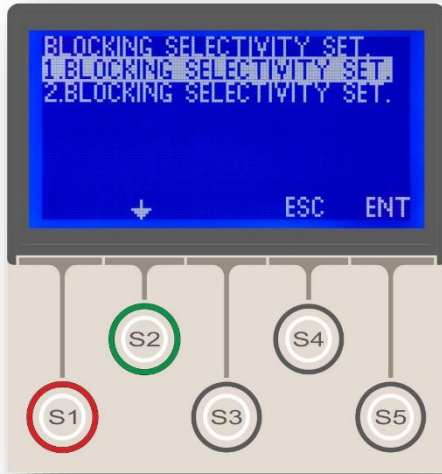 BLOCKING SELECTIVITY SET.
1.BLOCKING SELECTIVITY SET.
2.BLOCKING SELECTIVITY SET.
ESC ENT
S2 S4
S1 S3 S5